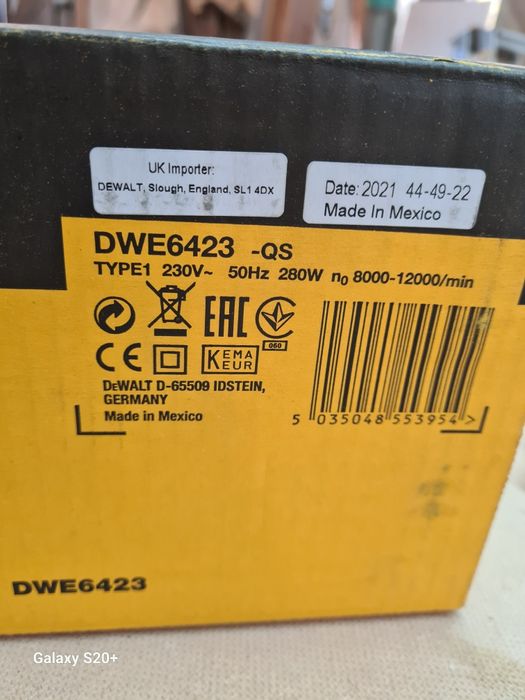 UK Importer:
DEWALT, Slough, England, SL1 4DX
Date: 2021 44-49-22
Made In Mexico
DWE6423 -QS
TYPE1 230V~ 50Hz 280W n0 8000-12000/min
EAC
060
CE
KEMA
KEUR
DEWALT D-65509 IDSTEIN,
GERMANY
Made in Mexico
5 035048 553954 >
DWE6423
Galaxy S20+